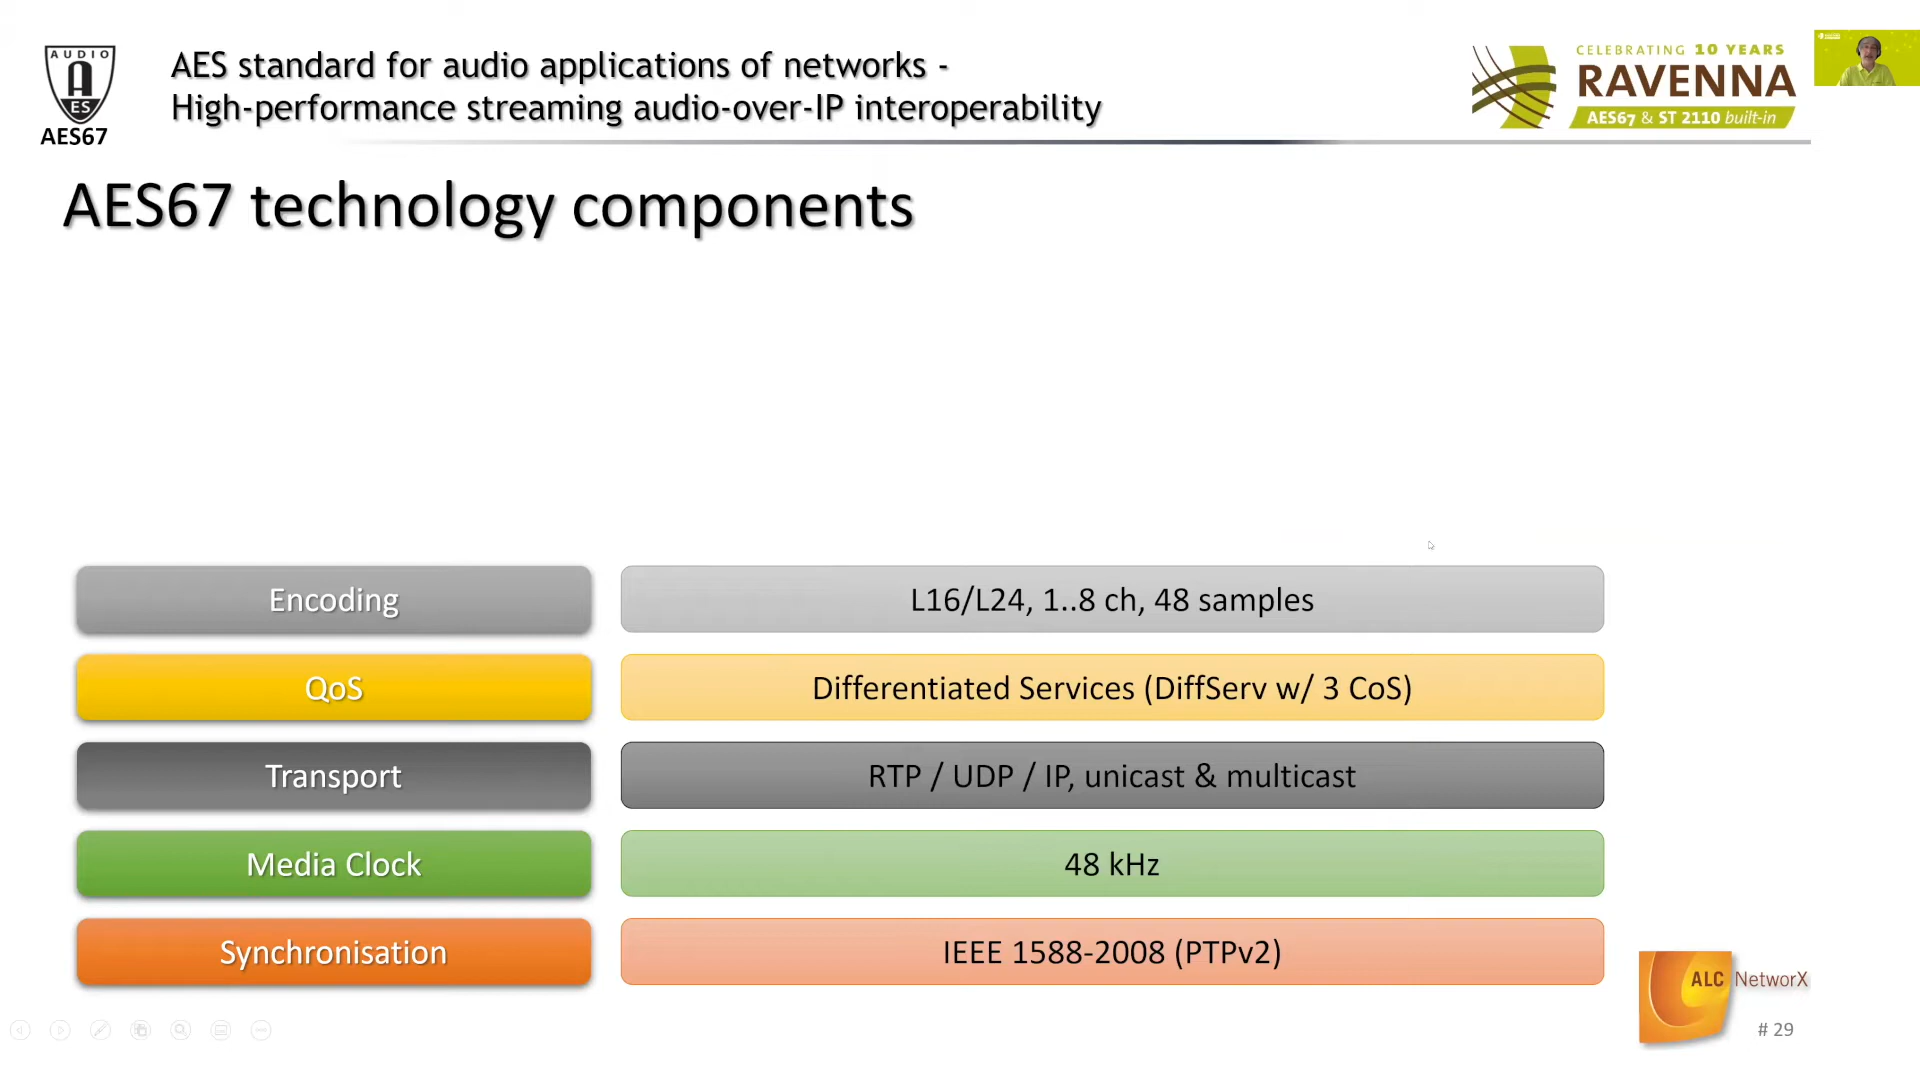 AUDIO
A
ES
AES67
AES standard for audio applications of networks -
High-performance streaming audio-over-IP interoperability
CELEBRATING 10 YEARS
RAVENNA
AES67 & ST 2110 built-in
AES67 technology components
Encoding
L16/L24, 1..8 ch, 48 samples
QoS
Differentiated Services (DiffServ w/ 3 CoS)
Transport
RTP / UDP / IP, unicast & multicast
Media Clock
48 kHz
Synchronisation
IEEE 1588-2008 (PTPv2)
ALC NetworX
# 29